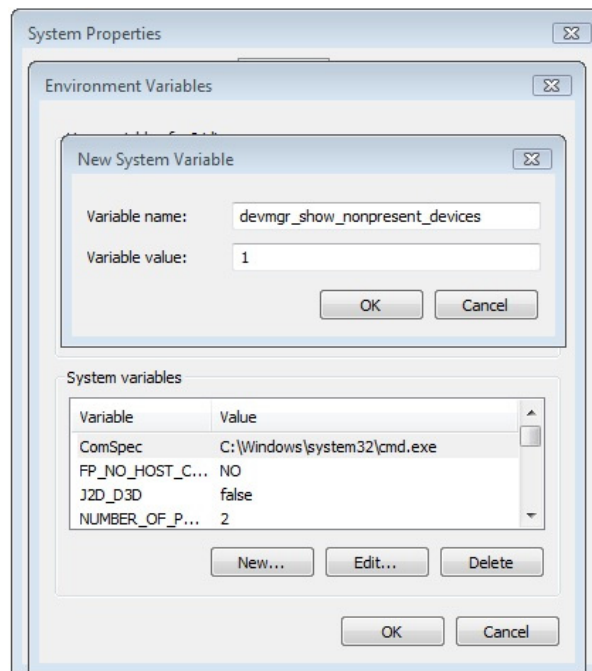 System Properties
Environment Variables
New System Variable
Variable name: devmgr_show_nonpresent_devices
Variable value: 1
OK Cancel
System variables
Variable Value
ComSpec C:\Windows\system32\cmd.exe
FP_NO_HOST_C... NO
J2D_D3D false
NUMBER_OF_P... 2
New... Edit... Delete
OK Cancel